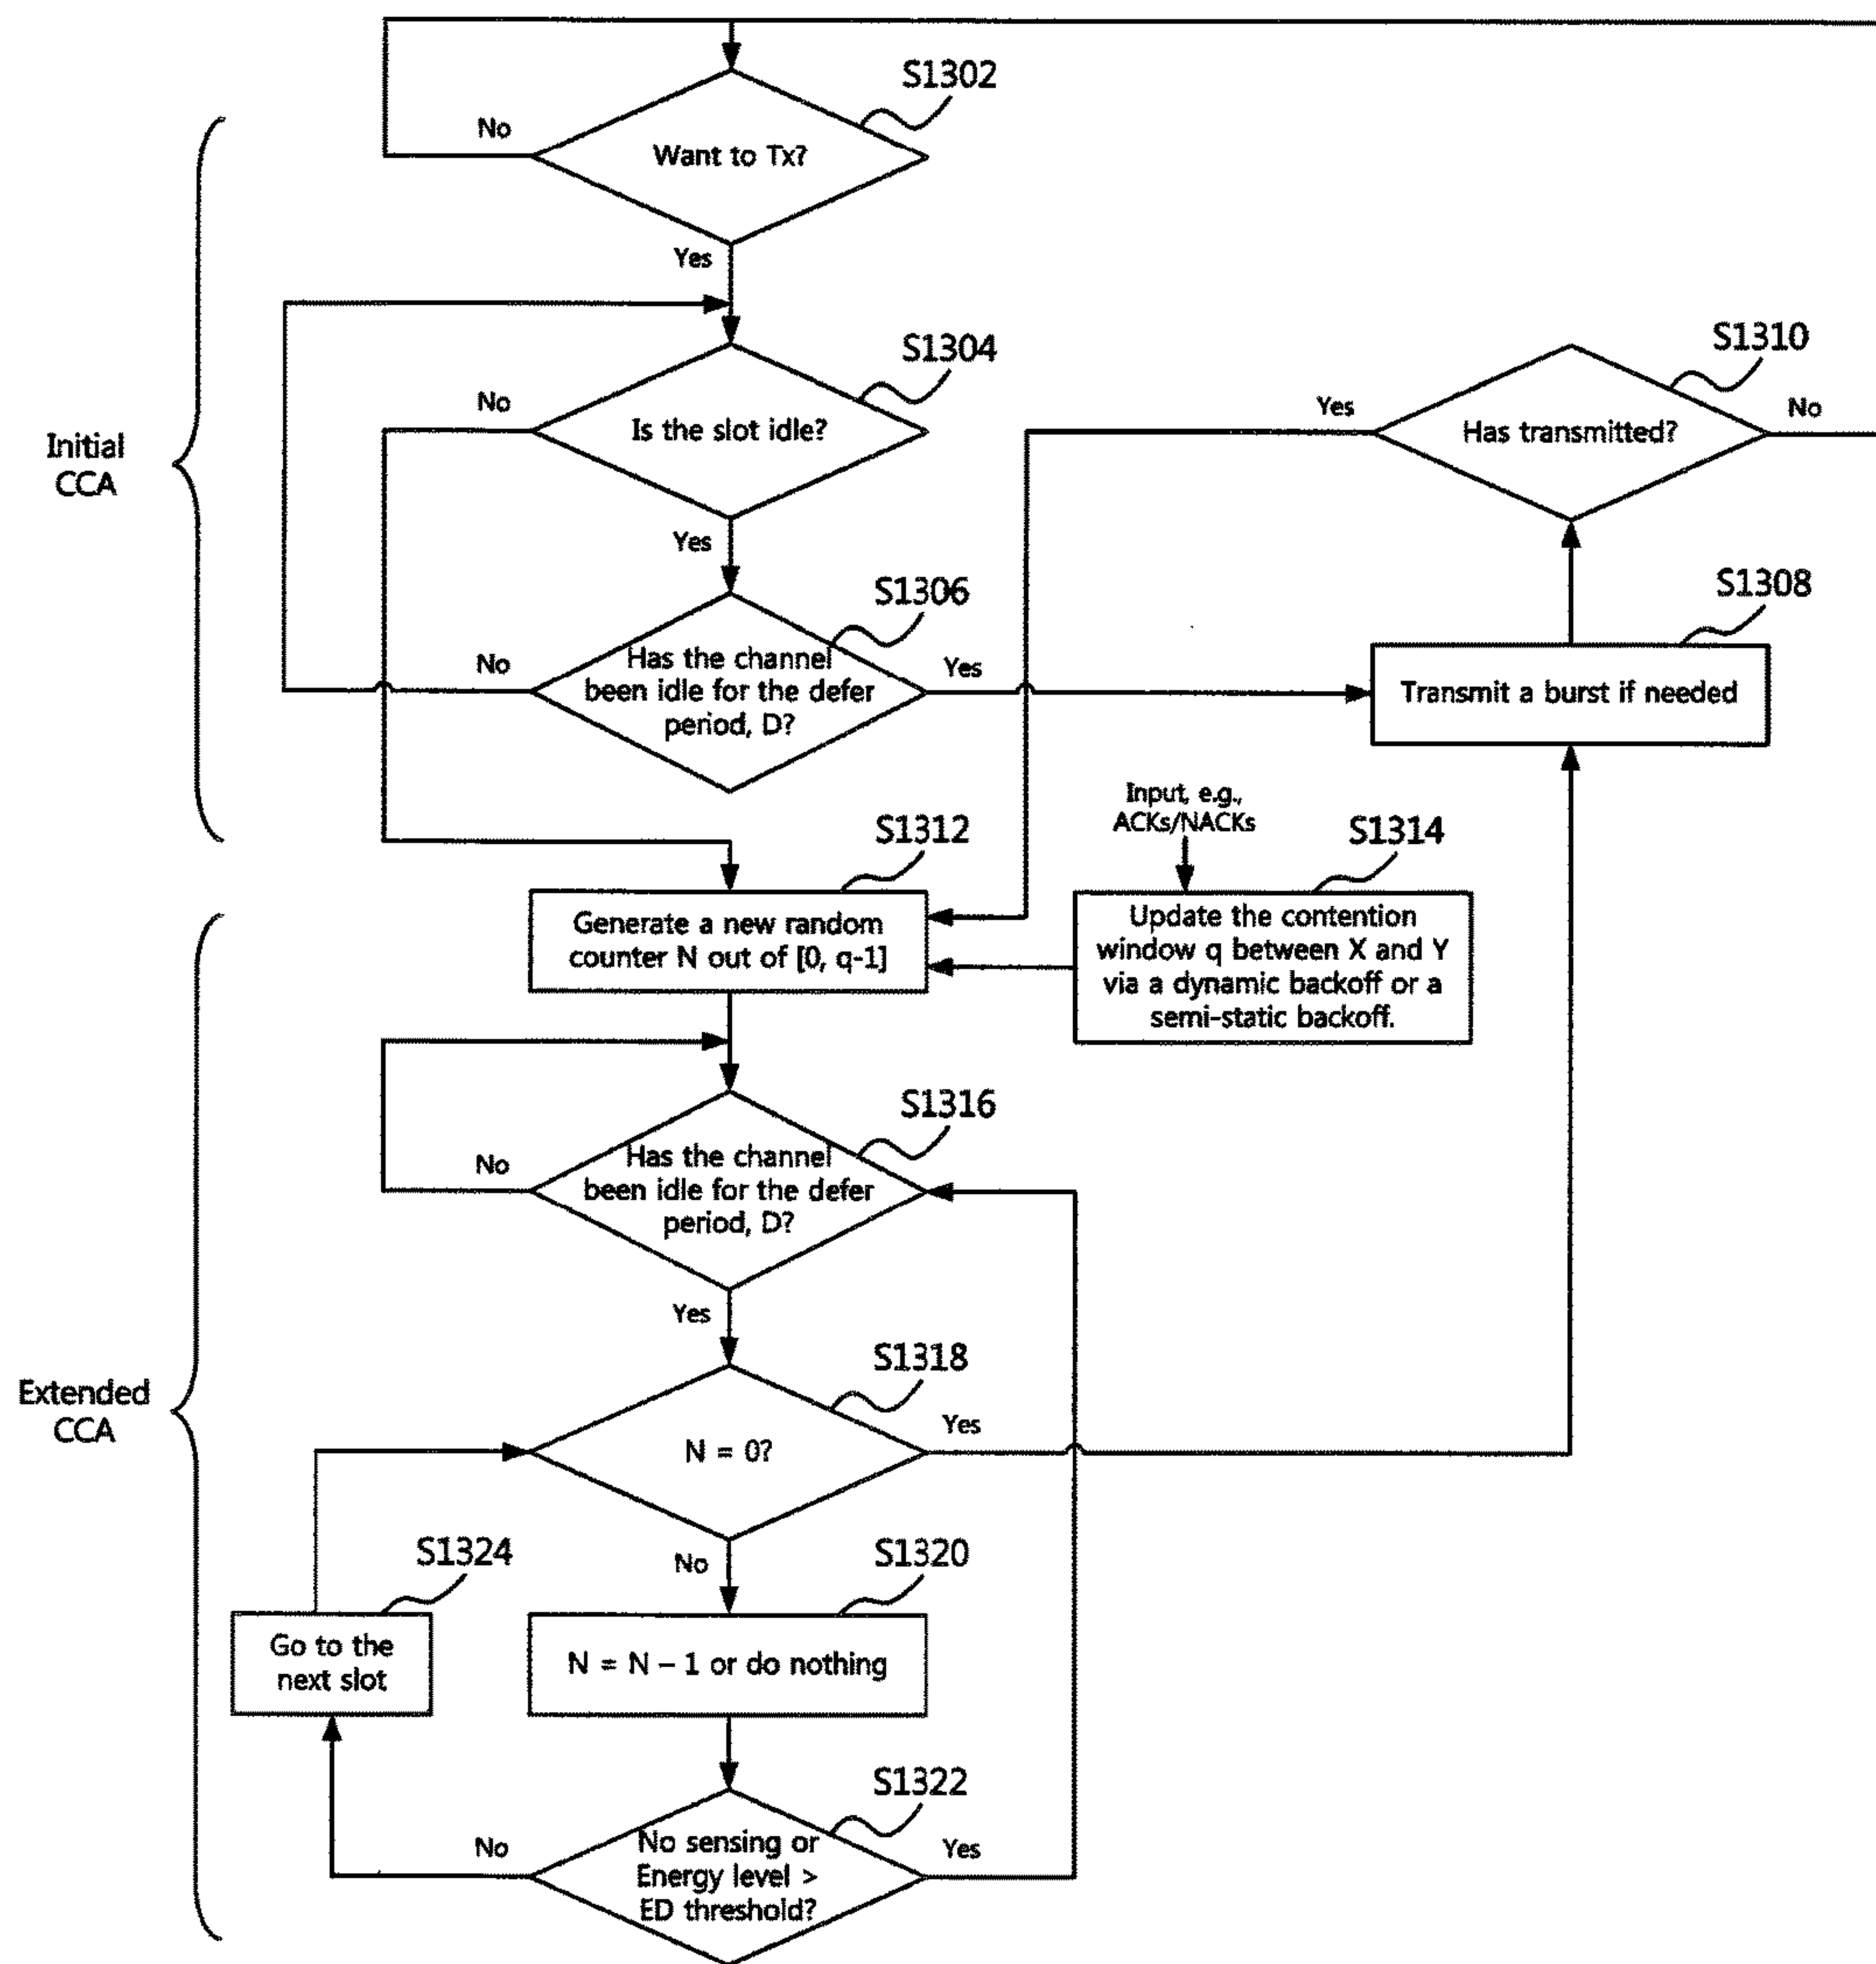 S1302
No
Want to Tx?
Yes
S1304
No
Is the slot idle?
Yes
S1310
Yes
Has transmitted?
No
Initial
CCA
S1306
No
Has the channel
been idle for the defer
period, D?
Yes
S1308
Transmit a burst if needed
Input, e.g.,
ACKs/NACKs
S1312
Generate a new random
counter N out of [0, q-1]
S1314
Update the contention
window q between X and Y
via a dynamic backoff or a
semi-static backoff.
S1316
No
Has the channel
been idle for the defer
period, D?
Yes
Extended
CCA
S1318
N = 0?
Yes
No
S1324
Go to the
next slot
S1320
N = N – 1 or do nothing
S1322
No
No sensing or
Energy level >
ED threshold?
Yes